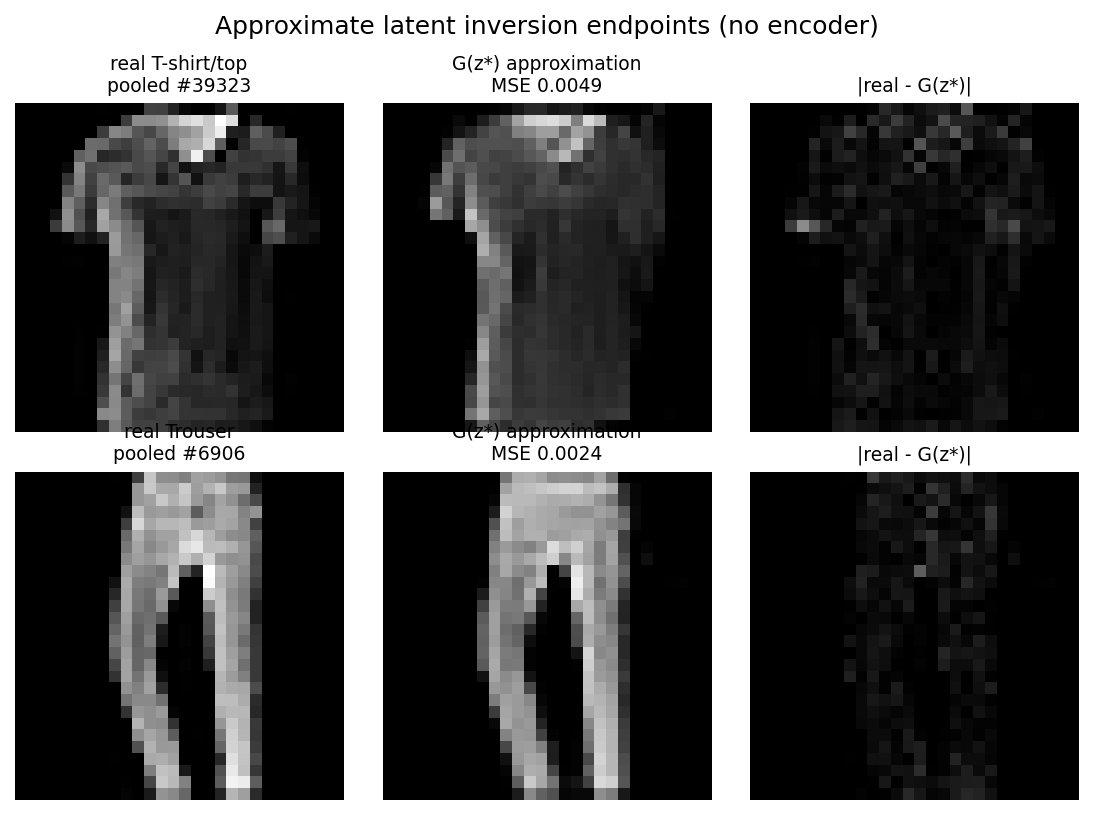 Approximate latent inversion endpoints (no encoder)
real T-shirt/top
pooled #39323
G(z*) approximation
MSE 0.0049
|real - G(z*)|
real Trouser
pooled #6906
G(z*) approximation
MSE 0.0024
|real - G(z*)|